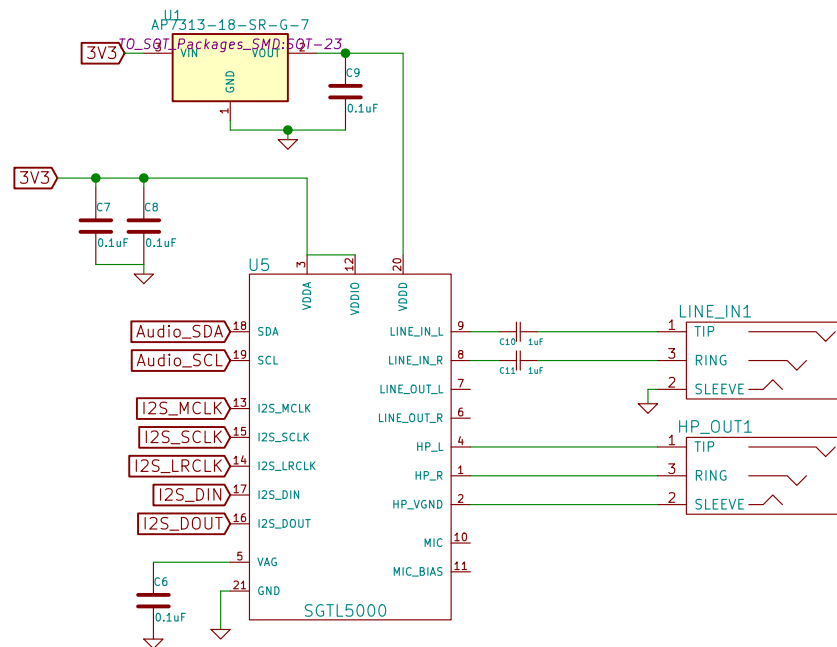 U1
AP7313-18-SR-G-7
TO_SOT_Packages_SMD:SOT-23
3V3
3
VIN
VOUT
2
GND
1
C9
0.1uF
3V3
C7
0.1uF
C8
0.1uF
U5
3
12
20
VDDA
VDDIO
VDDD
Audio_SDA
18
SDA
Audio_SCL
19
SCL
I2S_MCLK
13
I2S_MCLK
I2S_SCLK
15
I2S_SCLK
I2S_LRCLK
14
I2S_LRCLK
I2S_DIN
17
I2S_DIN
I2S_DOUT
16
I2S_DOUT
5
VAG
21
GND
C6
0.1uF
LINE_IN_L
9
LINE_IN_R
8
LINE_OUT_L
7
LINE_OUT_R
6
HP_L
4
HP_R
1
HP_VGND
2
MIC
10
MIC_BIAS
11
SGTL5000
C10
1uF
C11
1uF
LINE_IN1
1
TIP
3
RING
2
SLEEVE
HP_OUT1
1
TIP
3
RING
2
SLEEVE